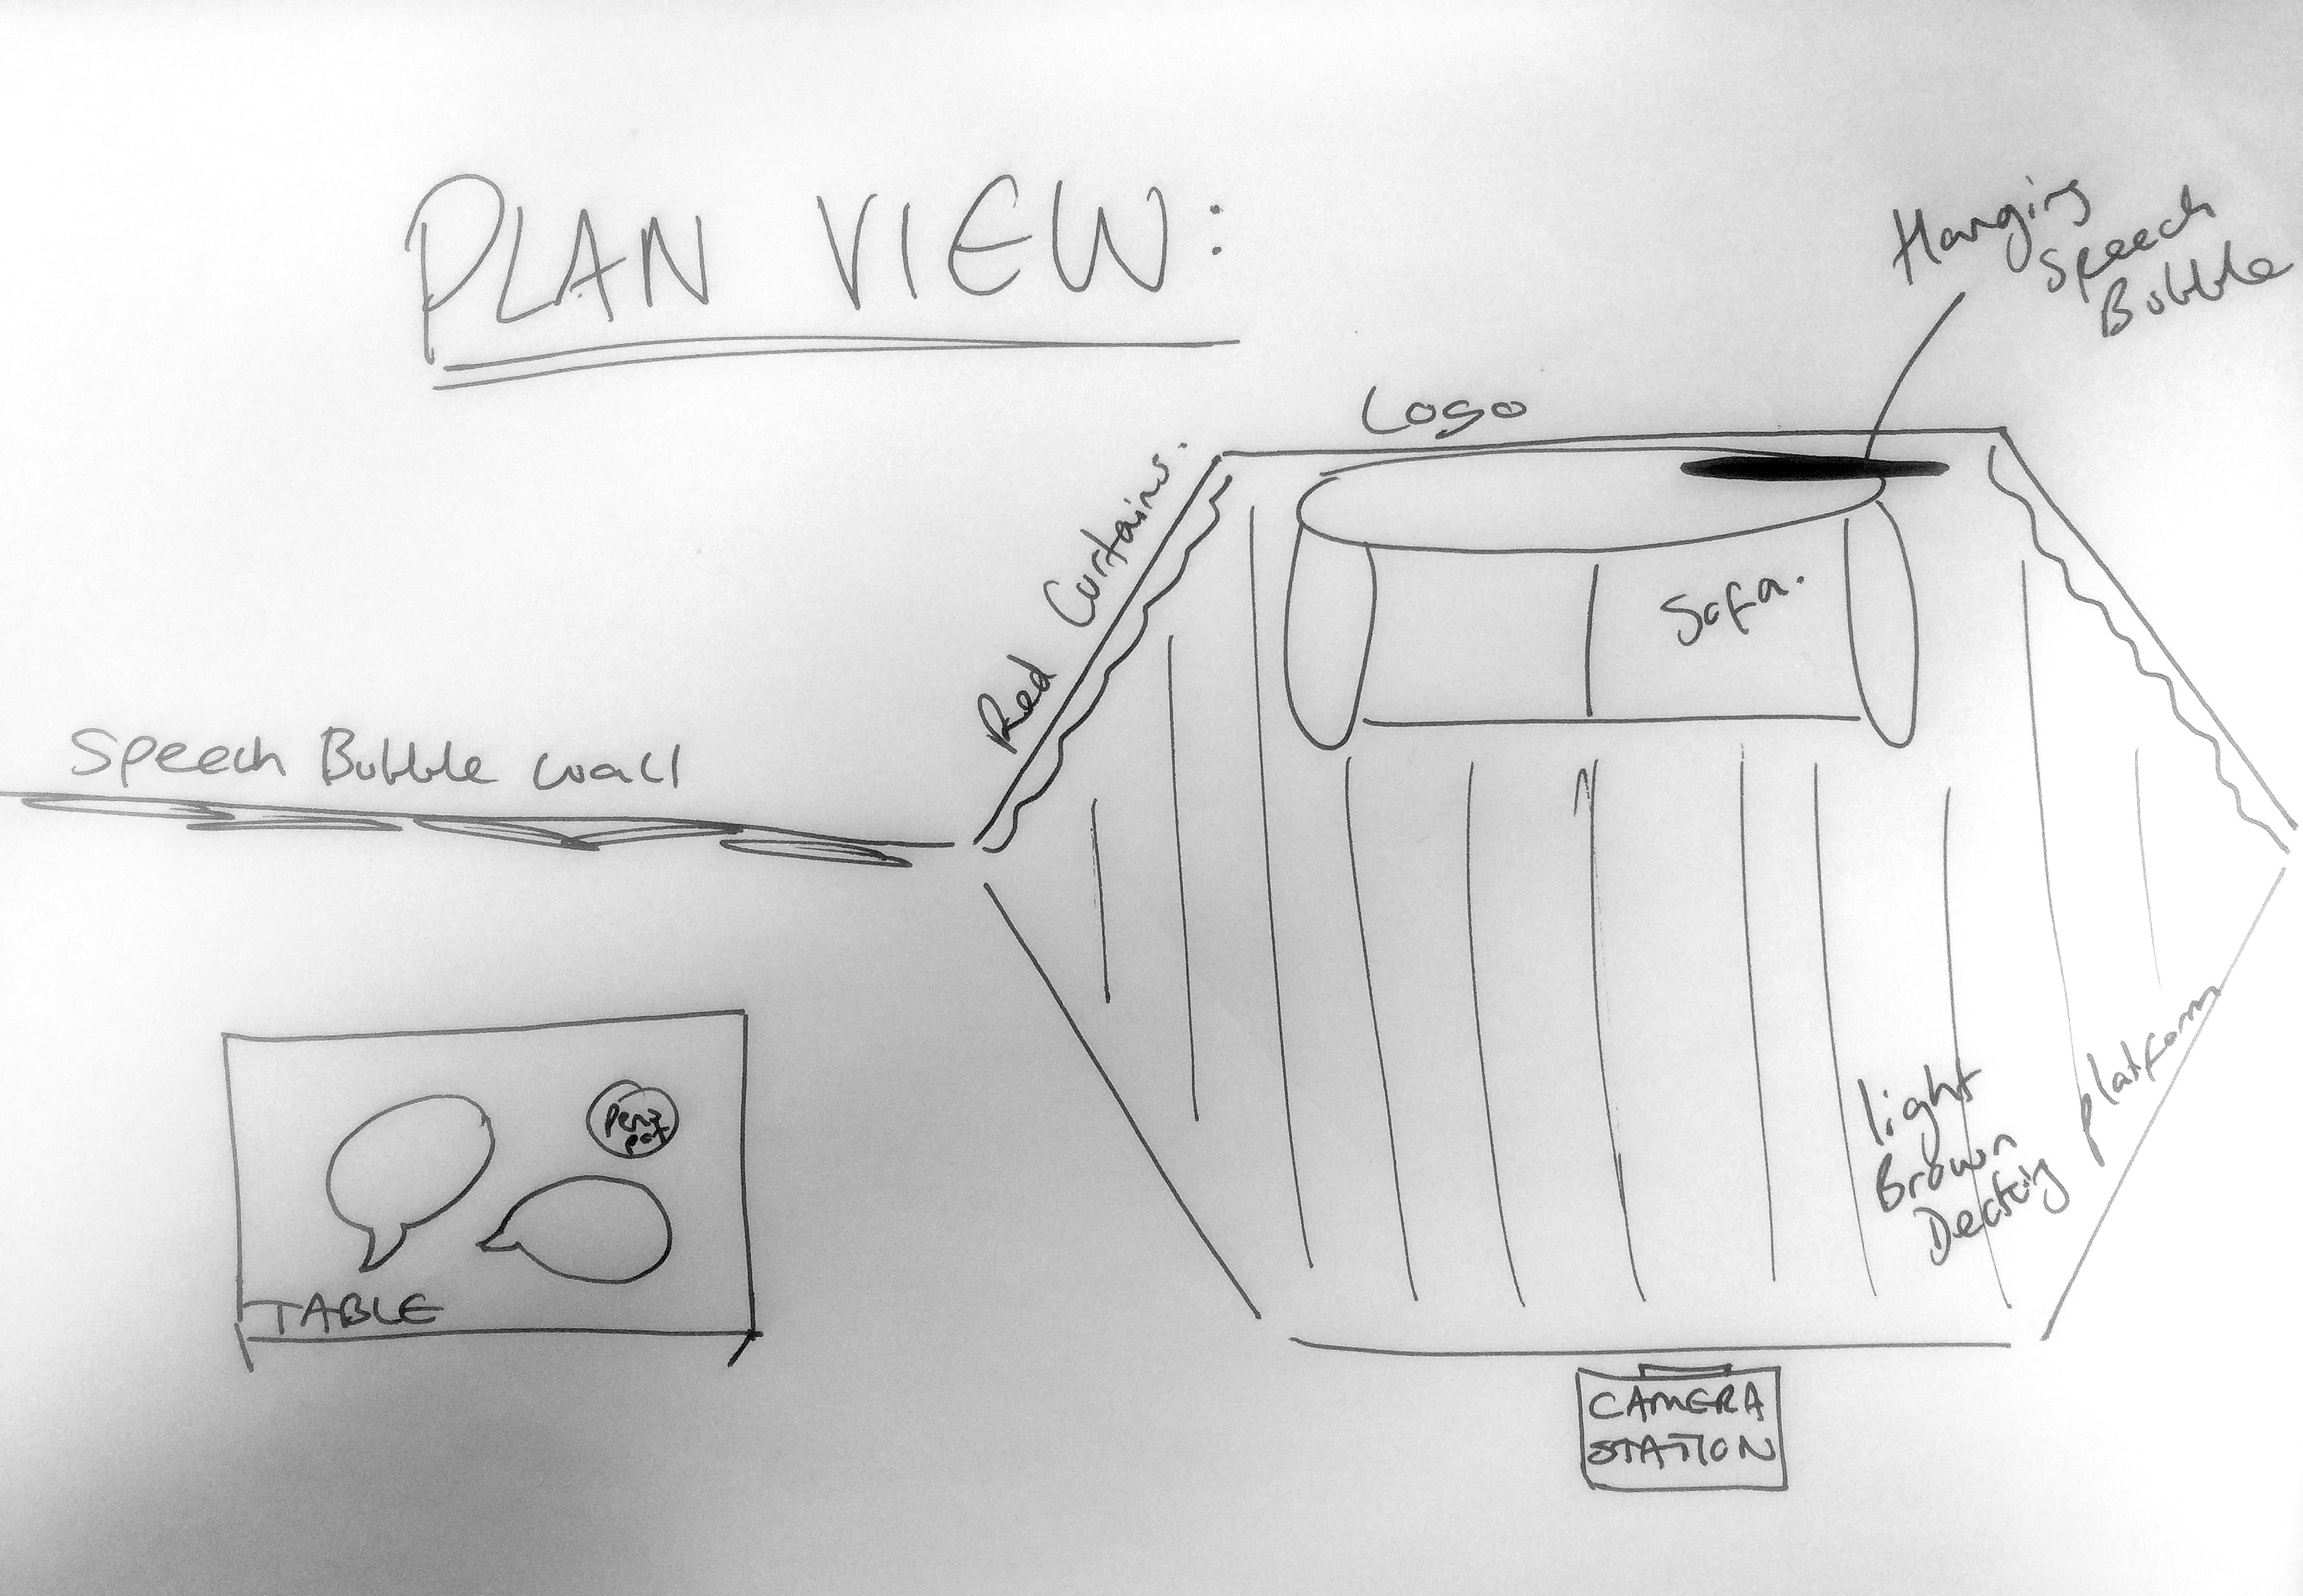 PLAN VIEW:
Hanging
Speech
Bubble
Logo
Red Curtains.
Sofa.
Speech Bubble wall
light
Brown
Decking platform
Pens
pot
TABLE
CAMERA
STATION